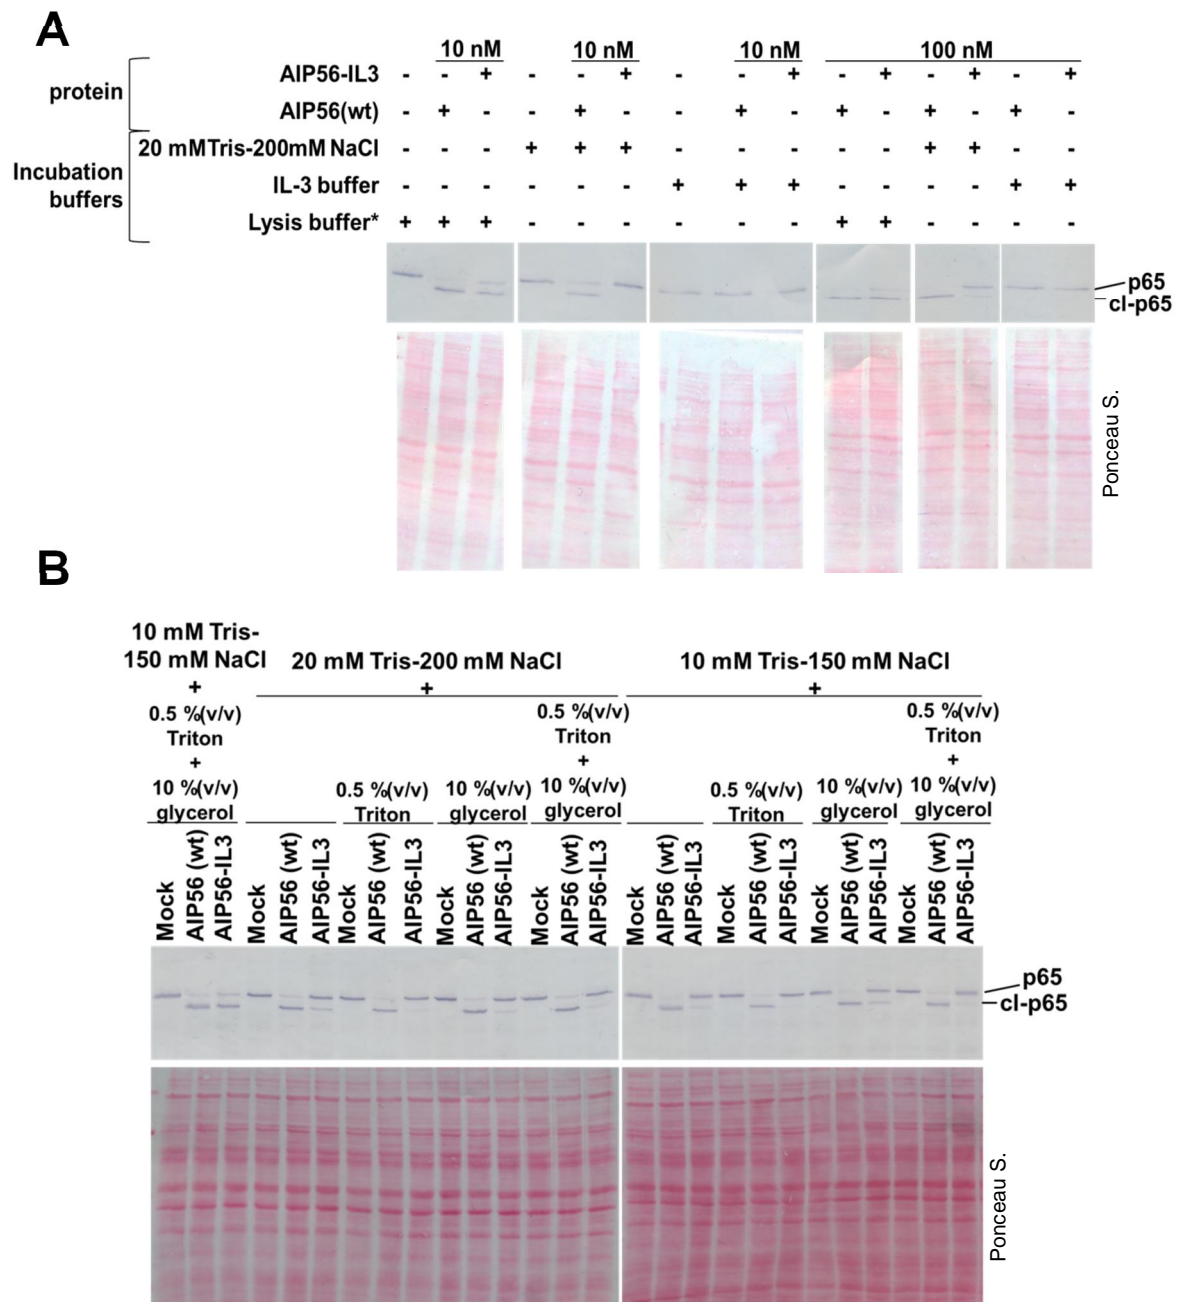 A
10 nM 10 nM 10 nM 100 nM
protein
AIP56-IL3 - - + - - + - - + - + - + - +
AIP56(wt) - + - - + - - + - + - + - + -
Incubation buffers
20 mMTris-200mM NaCl - - - + + + - - - - - + + - -
IL-3 buffer - - - - - - + + + - - - - + +
Lysis buffer* + + + - - - - - - + + - - - -
p65
cl-p65
Ponceau S.
B
10 mM Tris-
150 mM NaCl
+
0.5 %(v/v)
Triton
+
10 %(v/v)
glycerol
20 mM Tris-200 mM NaCl
+
0.5 %(v/v)
Triton
10 %(v/v)
glycerol
0.5 %(v/v)
Triton
+
10 %(v/v)
glycerol
10 mM Tris-150 mM NaCl
+
0.5 %(v/v)
Triton
10 %(v/v)
glycerol
0.5 %(v/v)
Triton
+
10 %(v/v)
glycerol
Mock
AIP56 (wt)
AIP56-IL3
Mock
AIP56 (wt)
AIP56-IL3
Mock
AIP56 (wt)
AIP56-IL3
Mock
AIP56 (wt)
AIP56-IL3
Mock
AIP56 (wt)
AIP56-IL3
Mock
AIP56 (wt)
AIP56-IL3
Mock
AIP56 (wt)
AIP56-IL3
Mock
AIP56 (wt)
AIP56-IL3
Mock
AIP56 (wt)
AIP56-IL3
p65
cl-p65
Ponceau S.